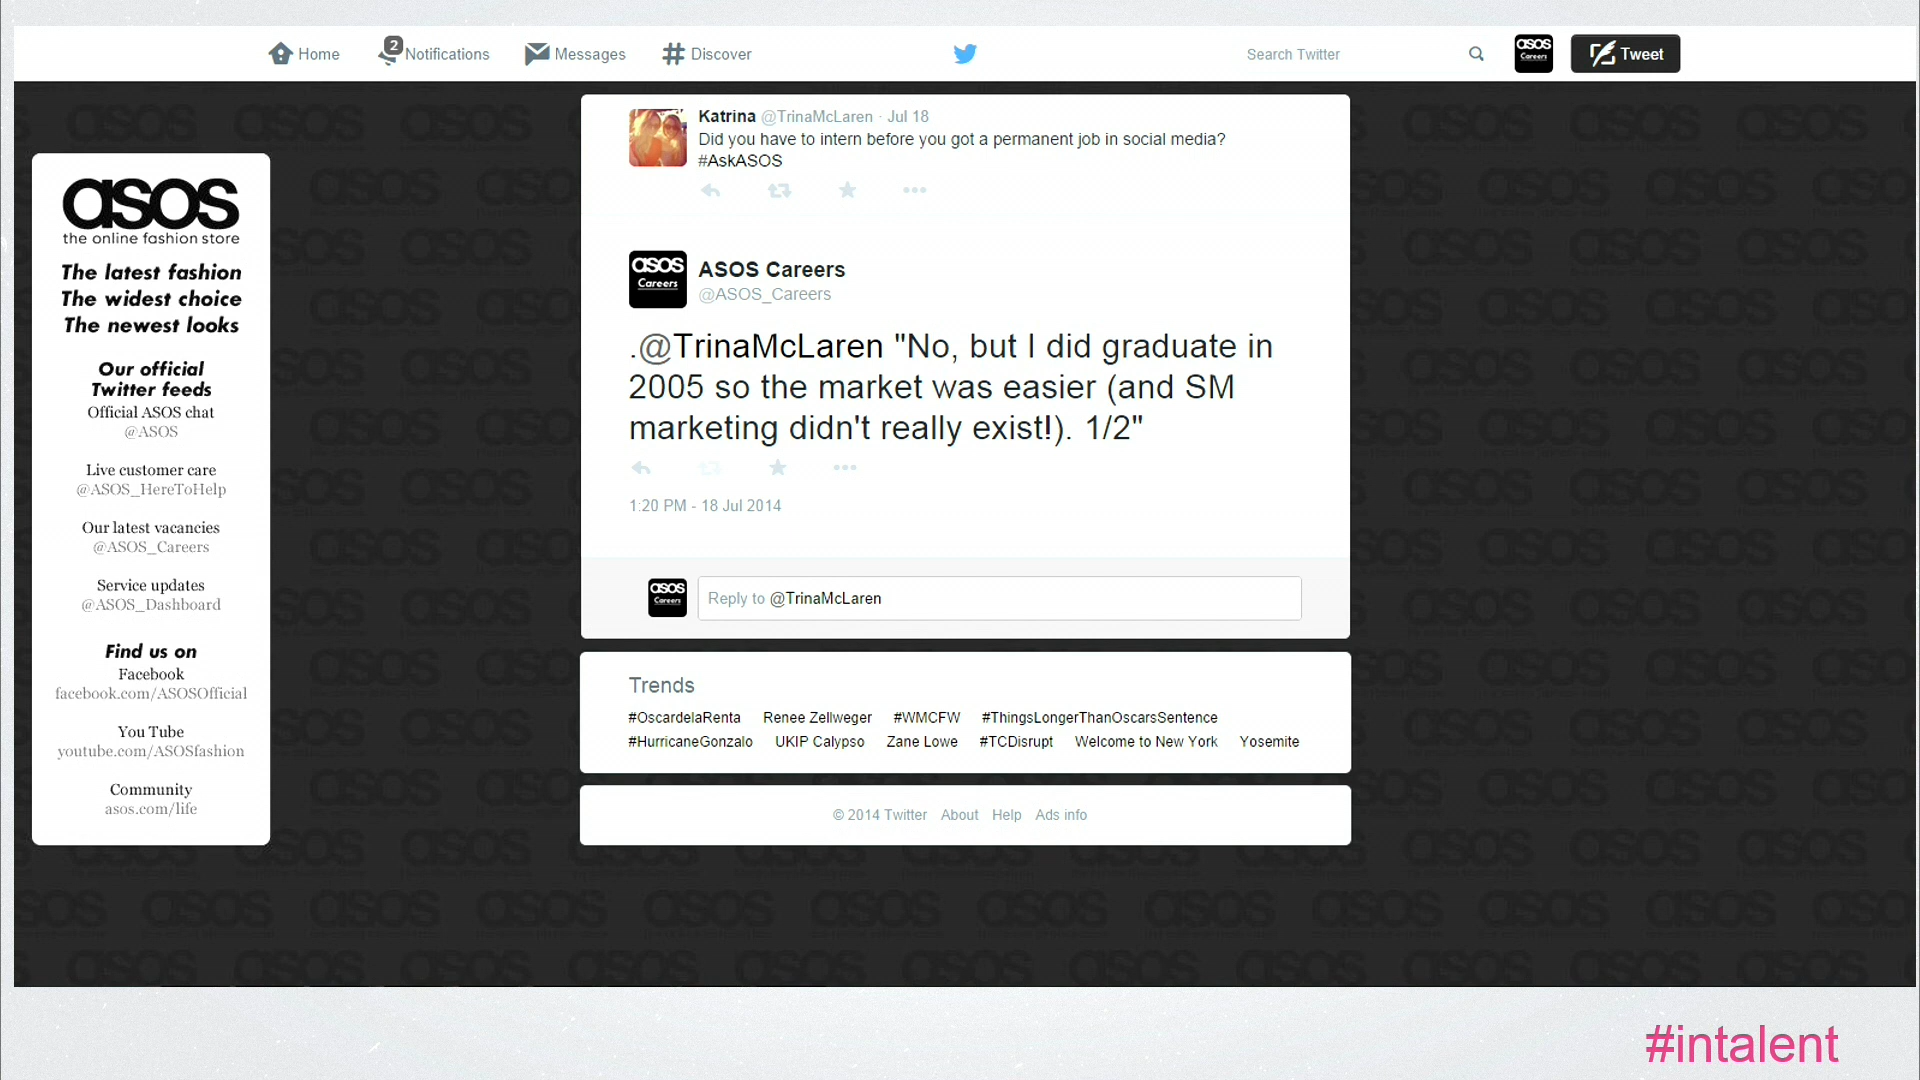 Home
2
Notifications
Messages
Discover
Search Twitter
asos
Careers
Tweet
asos
the online fashion store
The latest fashion
The widest choice
The newest looks
Our official
Twitter feeds
Official ASOS chat
@ASOS
Live customer care
@ASOS_HereToHelp
Our latest vacancies
@ASOS_Careers
Service updates
@ASOS_Dashboard
Find us on
Facebook
facebook.com/ASOSOfficial
You Tube
youtube.com/ASOSfashion
Community
asos.com/life
Katrina @TrinaMcLaren · Jul 18
Did you have to intern before you got a permanent job in social media?
#AskASOS
asos
Careers
ASOS Careers
@ASOS_Careers
.@TrinaMcLaren "No, but I did graduate in
2005 so the market was easier (and SM
marketing didn't really exist!). 1/2"
1:20 PM - 18 Jul 2014
asos
Careers
Reply to @TrinaMcLaren
Trends
#OscardelaRenta Renee Zellweger #WMCFW #ThingsLongerThanOscarsSentence
#HurricaneGonzalo UKIP Calypso Zane Lowe #TCDisrupt Welcome to New York Yosemite
© 2014 Twitter About Help Ads info
#intalent